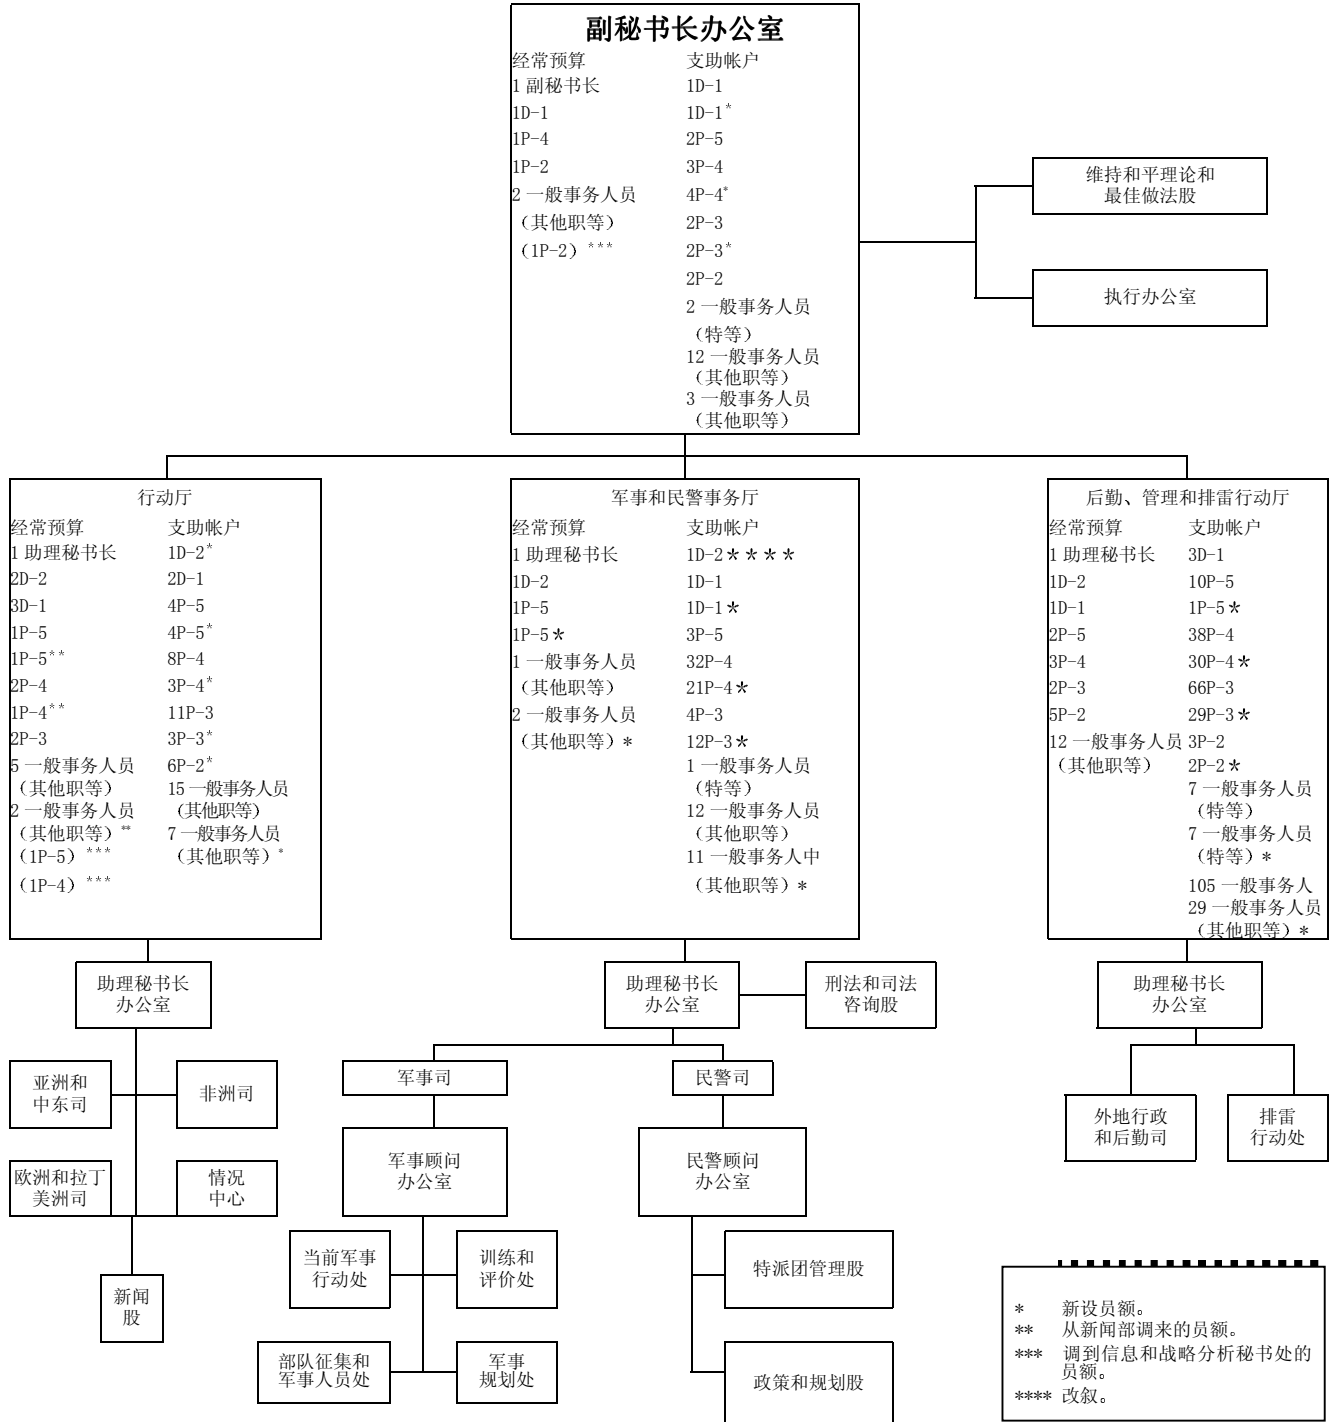 副秘书长办公室
经常预算
1 副秘书长
1D-1
1P-4
1P-2
2 一般事务人员
（其他职等）
（1P-2）***
支助帐户
1D-1
1D-1*
2P-5
3P-4
4P-4*
2P-3
2P-3*
2P-2
2 一般事务人员
（特等）
12 一般事务人员
（其他职等）
3 一般事务人员
（其他职等）
维持和平理论和
最佳做法股
执行办公室
行动厅
经常预算
1 助理秘书长
2D-2
3D-1
1P-5
1P-5**
2P-4
1P-4**
2P-3
5 一般事务人员
（其他职等）
2 一般事务人员
（其他职等）**
（1P-5）***
（1P-4）***
支助帐户
1D-2*
2D-1
4P-5
4P-5*
8P-4
3P-4*
11P-3
3P-3*
6P-2*
15 一般事务人员
（其他职等）
7 一般事务人员
（其他职等）*
军事和民警事务厅
经常预算
1 助理秘书长
1D-2
1P-5
1P-5*
1 一般事务人员
（其他职等）
2 一般事务人员
（其他职等）*
支助帐户
1D-2****
1D-1
1D-1*
3P-5
32P-4
21P-4*
4P-3
12P-3*
1 一般事务人员
（特等）
12 一般事务人员
（其他职等）
11 一般事务人中
（其他职等）*
后勤、管理和排雷行动厅
经常预算
1 助理秘书长
1D-2
1D-1
2P-5
3P-4
2P-3
5P-2
12 一般事务人员
（其他职等）
支助帐户
3D-1
10P-5
1P-5*
38P-4
30P-4*
66P-3
29P-3*
3P-2
2P-2*
7 一般事务人员
（特等）
7 一般事务人员
（特等）*
105 一般事务人
29 一般事务人员
（其他职等）*
助理秘书长
办公室
助理秘书长
办公室
刑法和司法
咨询股
助理秘书长
办公室
亚洲和
中东司
非洲司
欧洲和拉丁
美洲司
情况
中心
新闻
股
军事司
民警司
军事顾问
办公室
民警顾问
办公室
当前军事
行动处
训练和
评价处
部队征集和
军事人员处
军事
规划处
特派团管理股
政策和规划股
外地行政
和后勤司
排雷
行动处
* 新设员额。
** 从新闻部调来的员额。
*** 调到信息和战略分析秘书处的
员额。
**** 改叙。